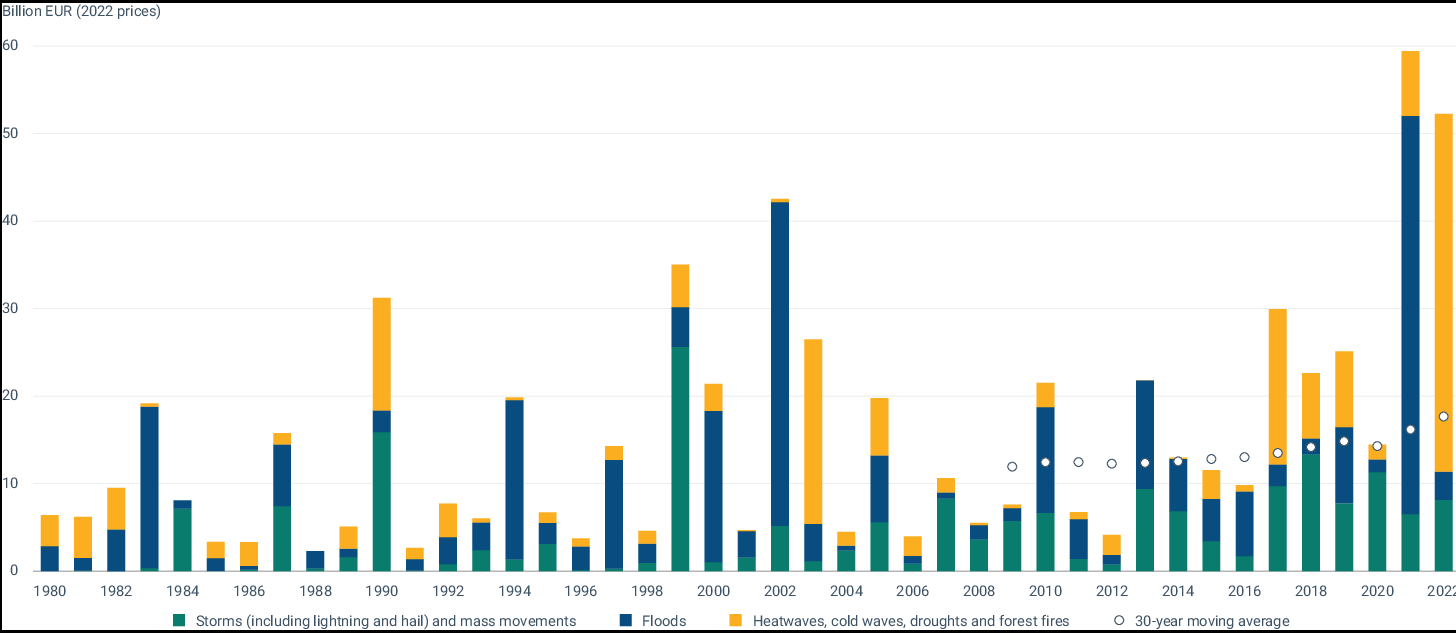 Billion EUR (2022 prices)
60
50
40
30
20
10
0
1980 1982 1984 1986 1988 1990 1992 1994 1996 1998 2000 2002 2004 2006 2008 2010 2012 2014 2016 2018 2020 2022
Storms (including lightning and hail) and mass movements Floods Heatwaves, cold waves, droughts and forest fires 30-year moving average